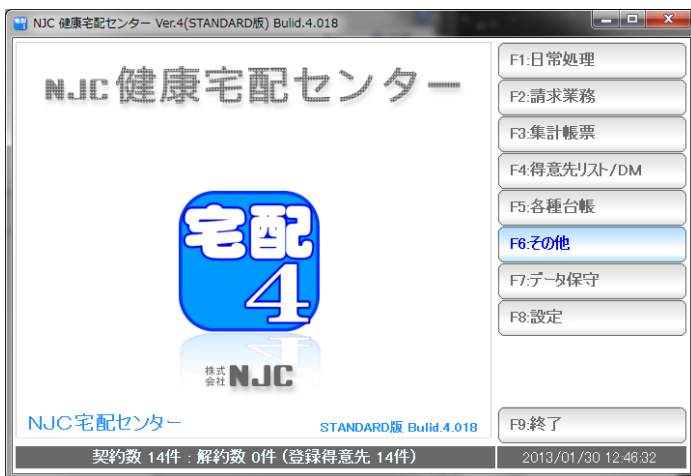 NJC 健康宅配センター Ver.4(STANDARD版) Bulid.4.018
NJC 健康宅配センター
宅配
4
株式
会社 NJC
NJC宅配センター
STANDARD版 Bulid.4.018
F1:日常処理
F2:請求業務
F3:集計帳票
F4:得意先リスト/DM
F5:各種台帳
F6:その他
F7:データ保守
F8:設定
F9:終了
契約数 14件 : 解約数 0件 (登録得意先 14件)
2013/01/30 12:46:32